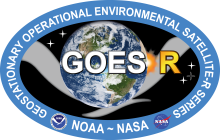 GEOSTATIONARY OPERATIONAL ENVIRONMENTAL SATELLITE-R SERIES
GOES R
NOAA ~ NASA